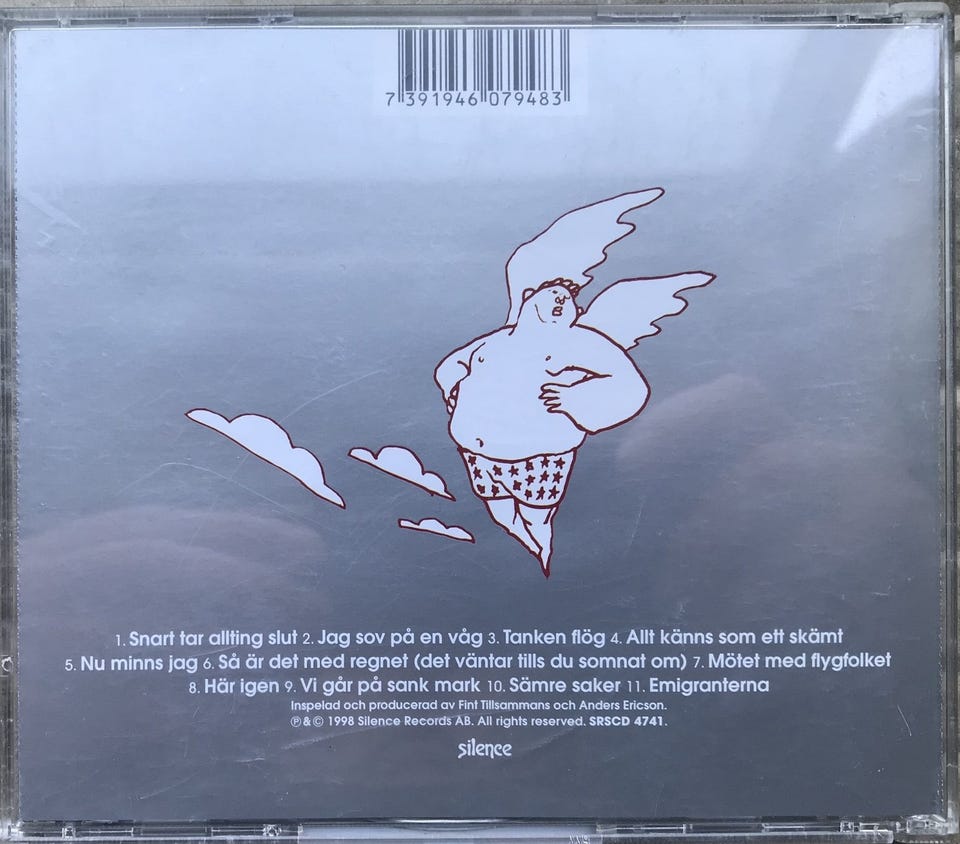 7 391946 079483
1. Snart tar allting slut 2. Jag sov på en våg 3. Tanken flög 4. Allt känns som ett skämt
5. Nu minns jag 6. Så är det med regnet (det väntar tills du somnat om) 7. Mötet med flygfolket
8. Här igen 9. Vi går på sank mark 10. Sämre saker 11. Emigranterna
Inspelad och producerad av Fint Tillsammans och Anders Ericson.
℗ & © 1998 Silence Records AB. All rights reserved. SRSCD 4741.
silence